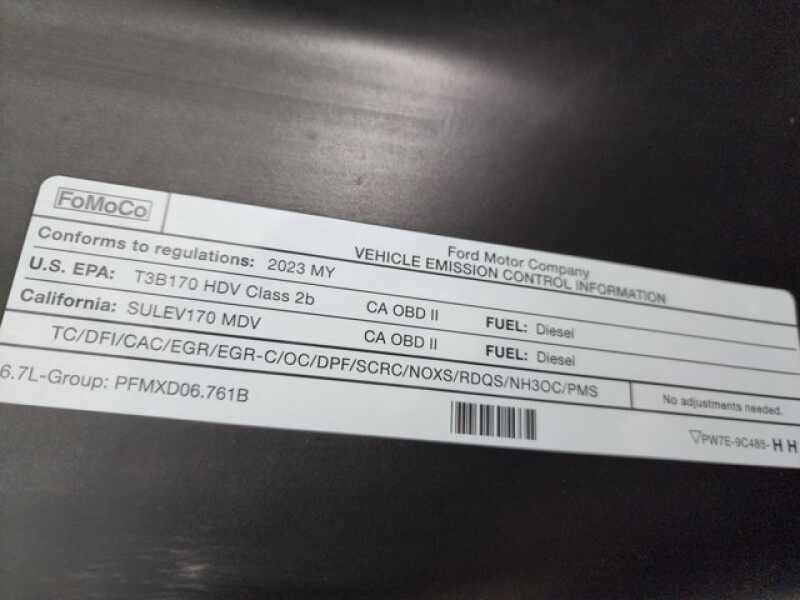 FoMoCo
Ford Motor Company
VEHICLE EMISSION CONTROL INFORMATION
Conforms to regulations: 2023 MY
U.S. EPA: T3B170 HDV Class 2b CA OBD II FUEL: Diesel
California: SULEV170 MDV CA OBD II FUEL: Diesel
TC/DFI/CAC/EGR/EGR-C/OC/DPF/SCRC/NOXS/RDQS/NH3OC/PMS
No adjustments needed.
6.7L-Group: PFMXD06.761B
PW7E-9C485-HH